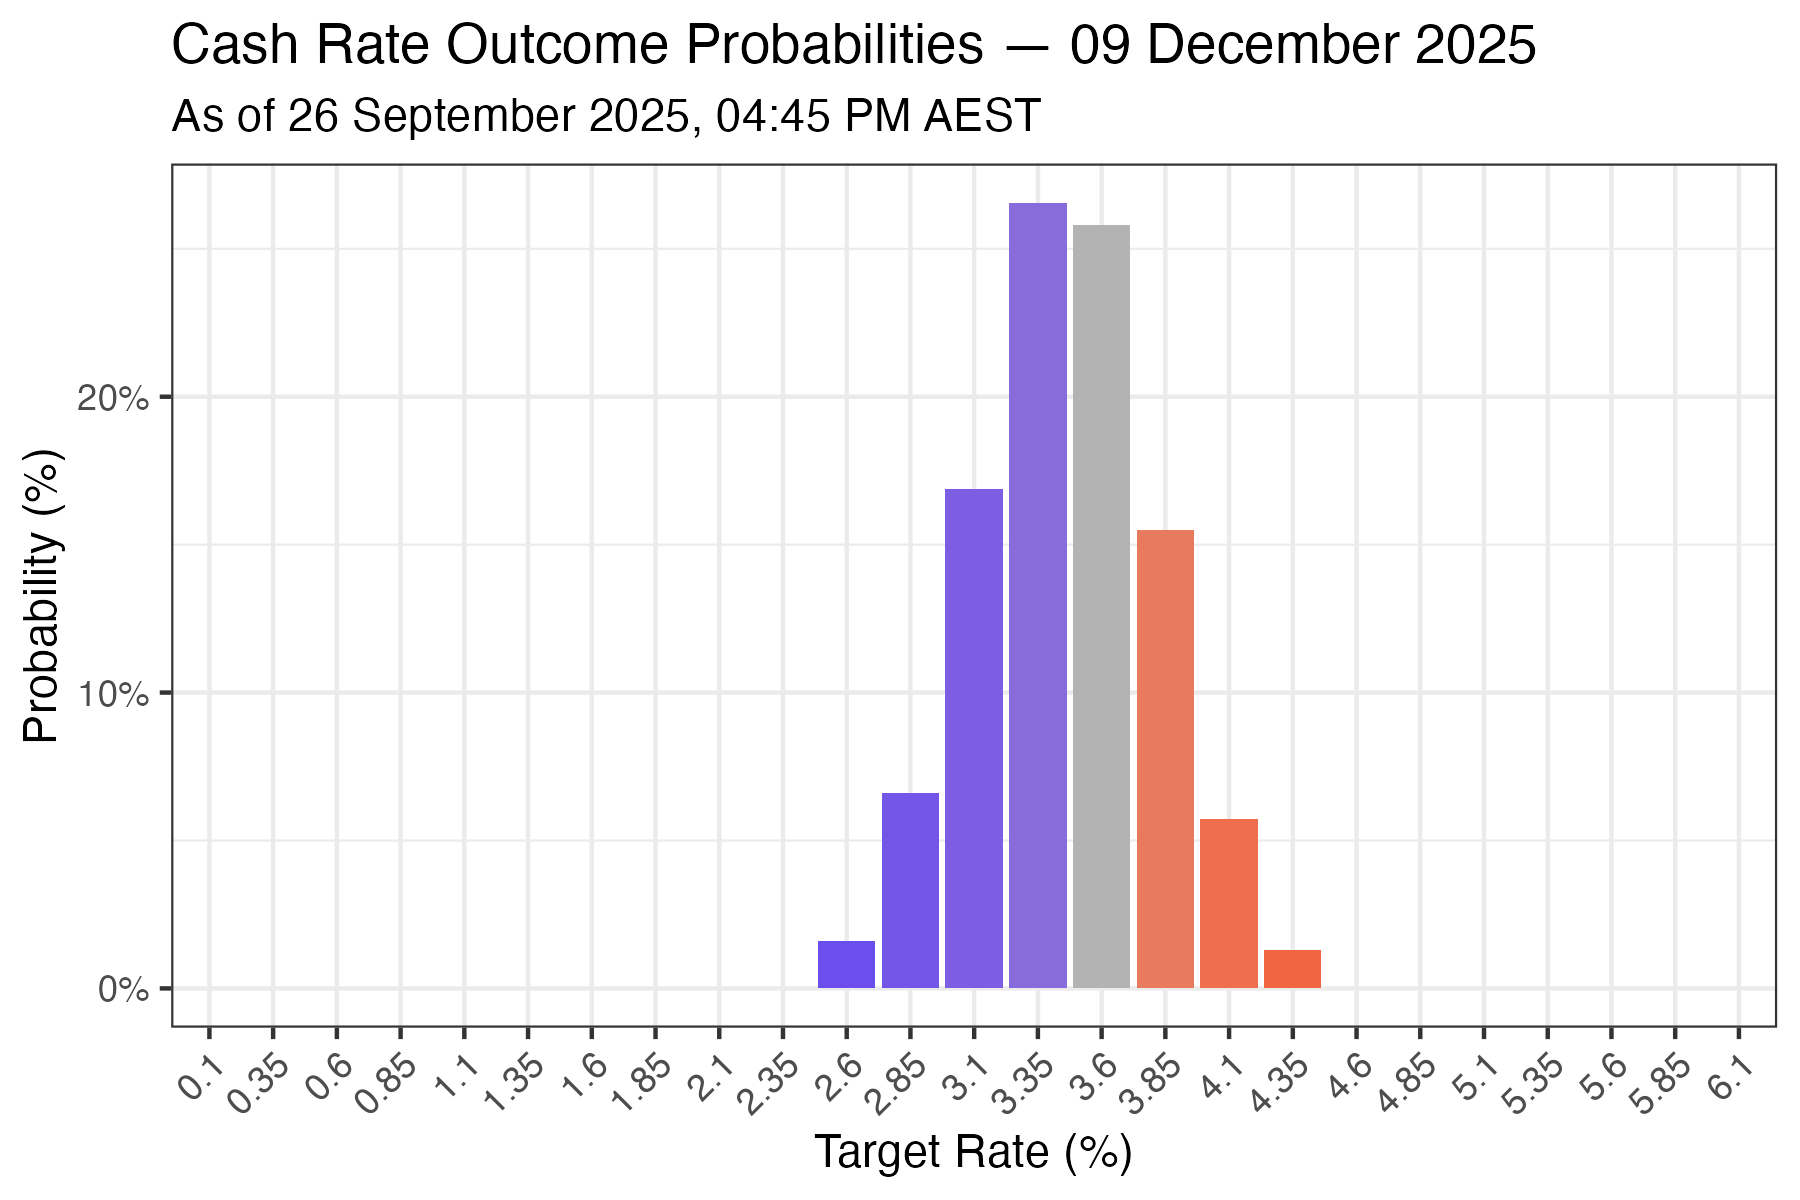 Cash Rate Outcome Probabilities — 09 December 2025
As of 26 September 2025, 04:45 PM AEST
Probability (%)
20%
10%
0%
0.1 0.35 0.6 0.85 1.1 1.35 1.6 1.85 2.1 2.35 2.6 2.85 3.1 3.35 3.6 3.85 4.1 4.35 4.6 4.85 5.1 5.35 5.6 5.85 6.1
Target Rate (%)